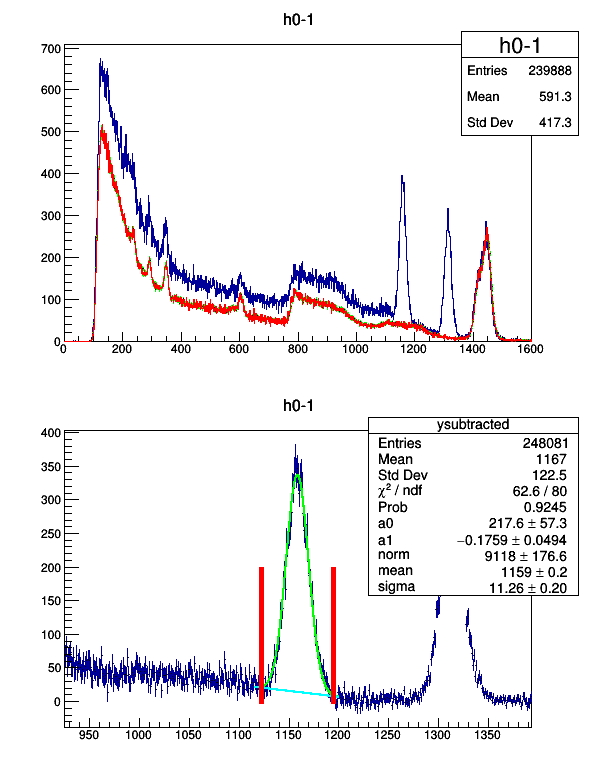 h0-1
h0-1
Entries 239888
Mean 591.3
Std Dev 417.3
700
600
500
400
300
200
100
0
0 200 400 600 800 1000 1200 1400 1600
h0-1
ysubtracted
Entries 248081
Mean 1167
Std Dev 122.5
χ² / ndf 62.6 / 80
Prob 0.9245
a0 217.6 ± 57.3
a1 −0.1759 ± 0.0494
norm 9118 ± 176.6
mean 1159 ± 0.2
sigma 11.26 ± 0.20
400
350
300
250
200
150
100
50
0
950 1000 1050 1100 1150 1200 1250 1300 1350